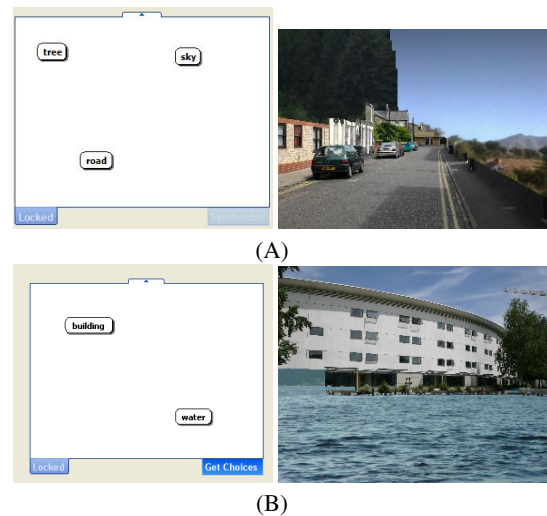 tree
sky
road
Locked
Synthesize
(A)
building
water
Locked
Get Choices
(B)